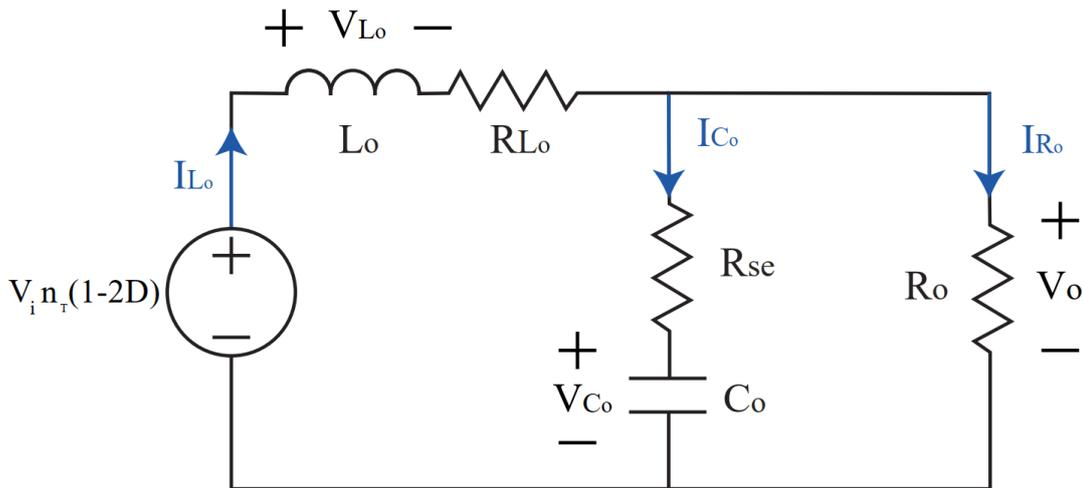 + VLo −
Lo
RLo
ICo
IRo
ILo
+
Vi nT(1-2D)
−
Rse
Ro
+
Vo
−
+
VCo
−
Co